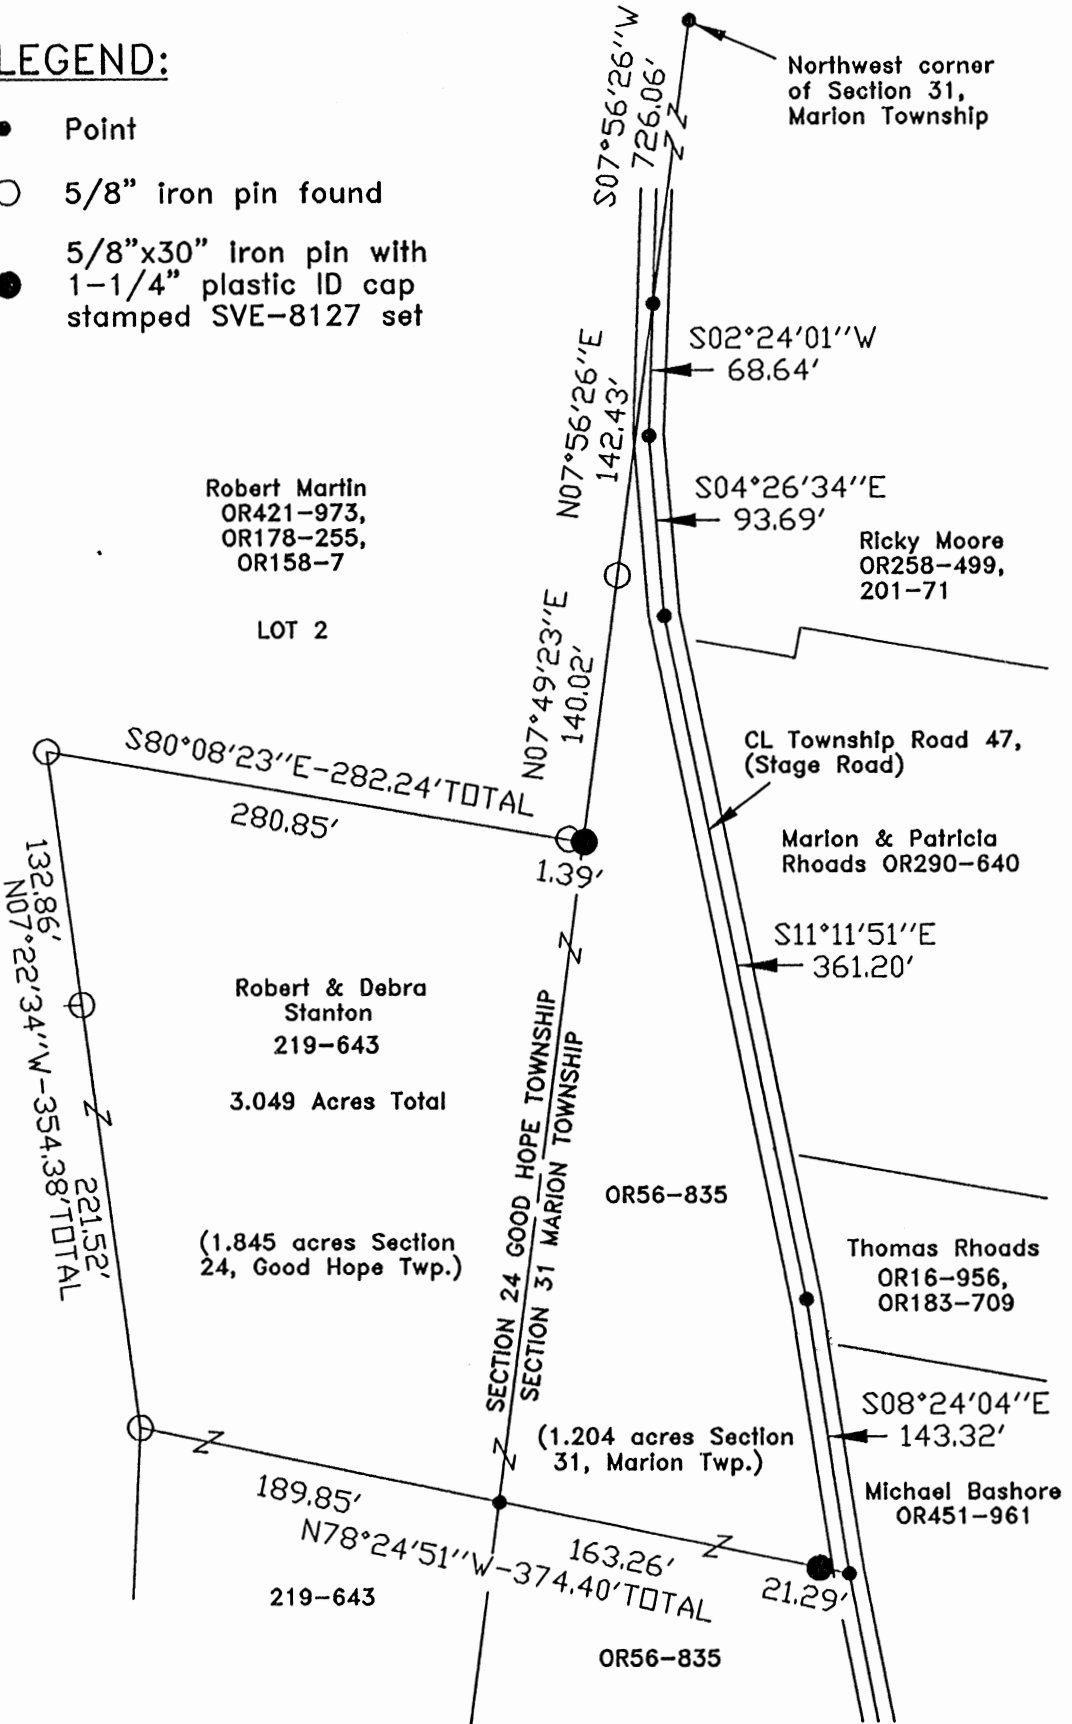 LEGEND:
Point
5/8" iron pin found
5/8"x30" iron pin with
1-1/4" plastic ID cap
stamped SVE-8127 set
S07°56'26''W
726.06'
Northwest corner
of Section 31,
Marion Township
S02°24'01''W
68.64'
N07°56'26''E
142.43'
S04°26'34''E
93.69'
Robert Martin
OR421-973,
OR178-255,
OR158-7
LOT 2
Ricky Moore
OR258-499,
201-71
N07°49'23''E
140.02'
S80°08'23''E-282.24'TOTAL
280.85'
1.39'
CL Township Road 47,
(Stage Road)
Marion & Patricia
Rhoads OR290-640
S11°11'51''E
361.20'
132.86'
N07°22'34''W-354.38'TOTAL
221.52'
Robert & Debra
Stanton
219-643
3.049 Acres Total
(1.845 acres Section
24, Good Hope Twp.)
SECTION 24 GOOD HOPE TOWNSHIP
SECTION 31 MARION TOWNSHIP
OR56-835
Thomas Rhoads
OR16-956,
OR183-709
(1.204 acres Section
31, Marion Twp.)
S08°24'04''E
143.32'
Michael Bashore
OR451-961
189.85'
163.26'
21.29'
N78°24'51''W-374.40'TOTAL
219-643
OR56-835